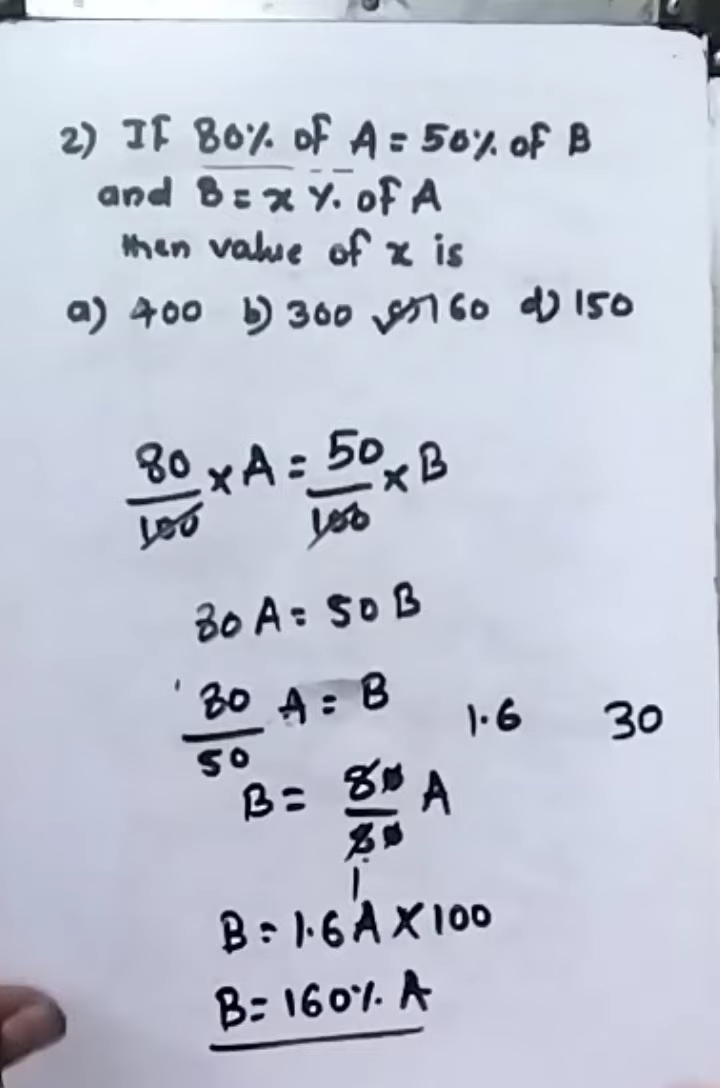 2) If 80% of A = 50% of B
and B = x % of A
then value of x is
a) 400 b) 300 c) 160 d) 150
80/100 × A = 50/100 × B
80 A = 50 B
80/50 A = B
1.6 30
B = 80/50 A
1
B = 1.6 A × 100
B = 160% A